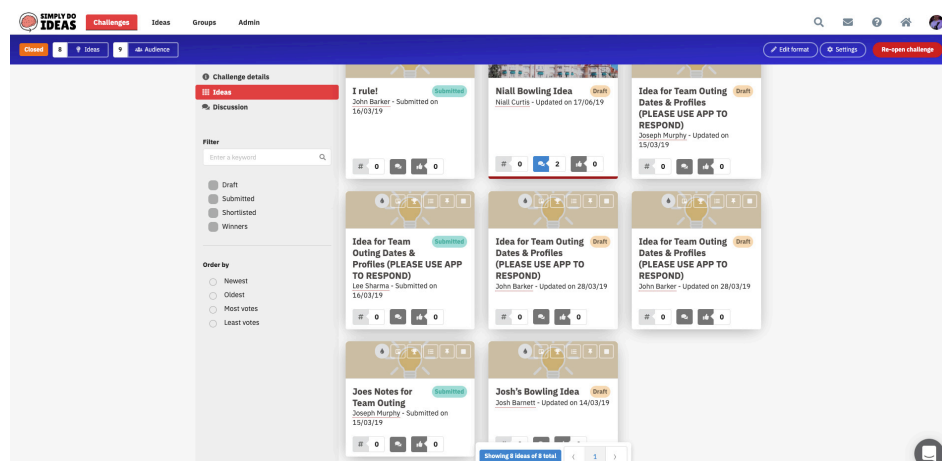 SIMPLY DO
IDEAS
Challenges Ideas Groups Admin
Closed 8 Ideas 9 Audience Edit format Settings Re-open challenge
Challenge details
Ideas
Discussion
Filter
Enter a keyword
Draft
Submitted
Shortlisted
Winners
Order by
Newest
Oldest
Most votes
Least votes
I rule! Submitted
John Barker - Submitted on
16/03/19
# 0 0
Niall Bowling Idea Draft
Niall Curtis - Updated on 17/06/19
# 0 2 0
Idea for Team Outing Draft
Dates & Profiles
(PLEASE USE APP TO
RESPOND)
Joseph Murphy - Updated on
15/03/19
# 0 0
Idea for Team Submitted
Outing Dates &
Profiles (PLEASE USE APP
TO RESPOND)
Lee Sharma - Submitted on
16/03/19
# 0 0
Idea for Team Outing Draft
Dates & Profiles
(PLEASE USE APP TO
RESPOND)
John Barker - Updated on 28/03/19
# 0 0
Idea for Team Outing Draft
Dates & Profiles
(PLEASE USE APP TO
RESPOND)
John Barker - Updated on 28/03/19
# 0 0
Joes Notes for Submitted
Team Outing
Joseph Murphy - Submitted on
15/03/19
# 0 0
Josh's Bowling Idea Draft
Josh Barnett - Updated on 14/03/19
Showing 8 ideas of 8 total < 1 >